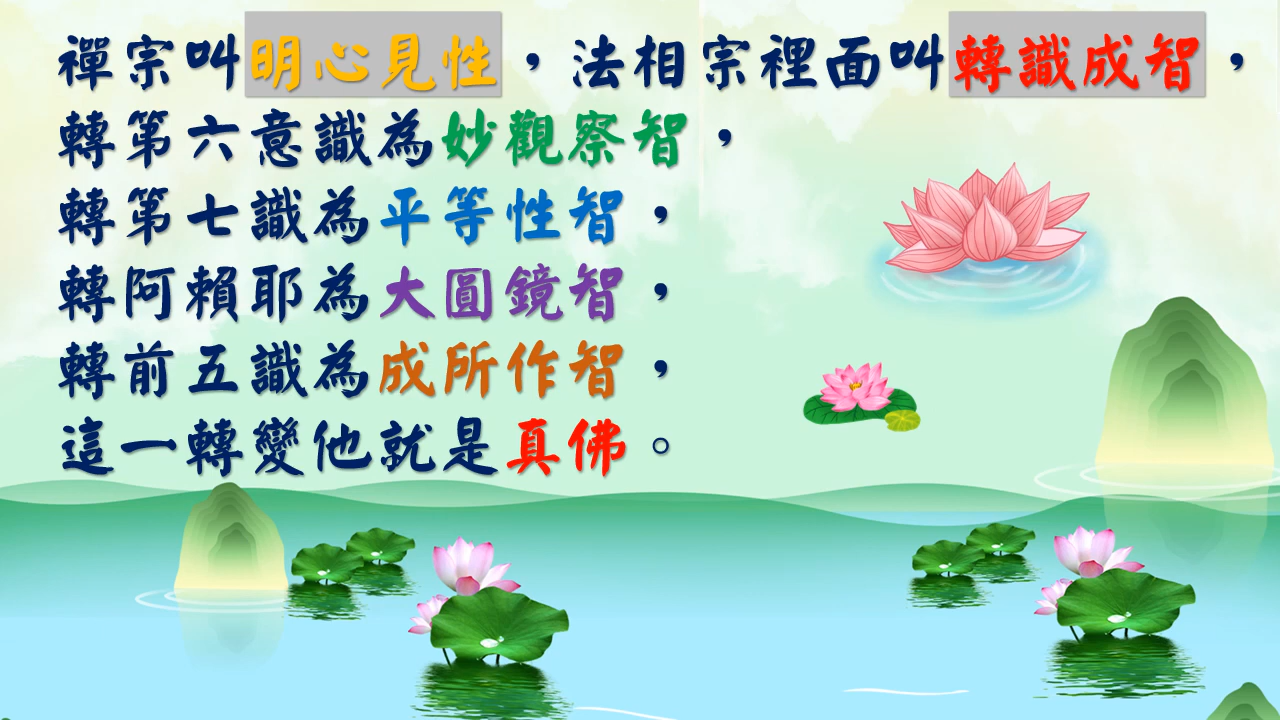 禪宗叫明心見性，法相宗裡面叫轉識成智，
轉第六意識為妙觀察智，
轉第七識為平等性智，
轉阿賴耶為大圓鏡智，
轉前五識為成所作智，
這一轉變他就是真佛。